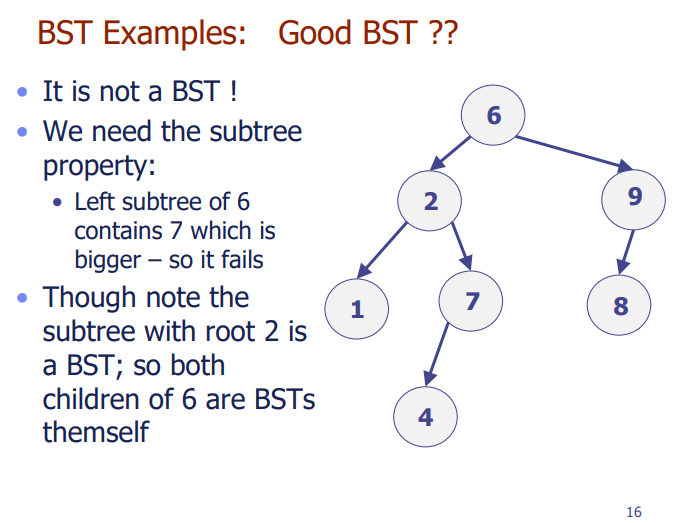 BST Examples: Good BST ??
• It is not a BST !
• We need the subtree
property:
• Left subtree of 6
contains 7 which is
bigger – so it fails
• Though note the
subtree with root 2 is
a BST; so both
children of 6 are BSTs
themself
6
2
9
1
7
8
4
16